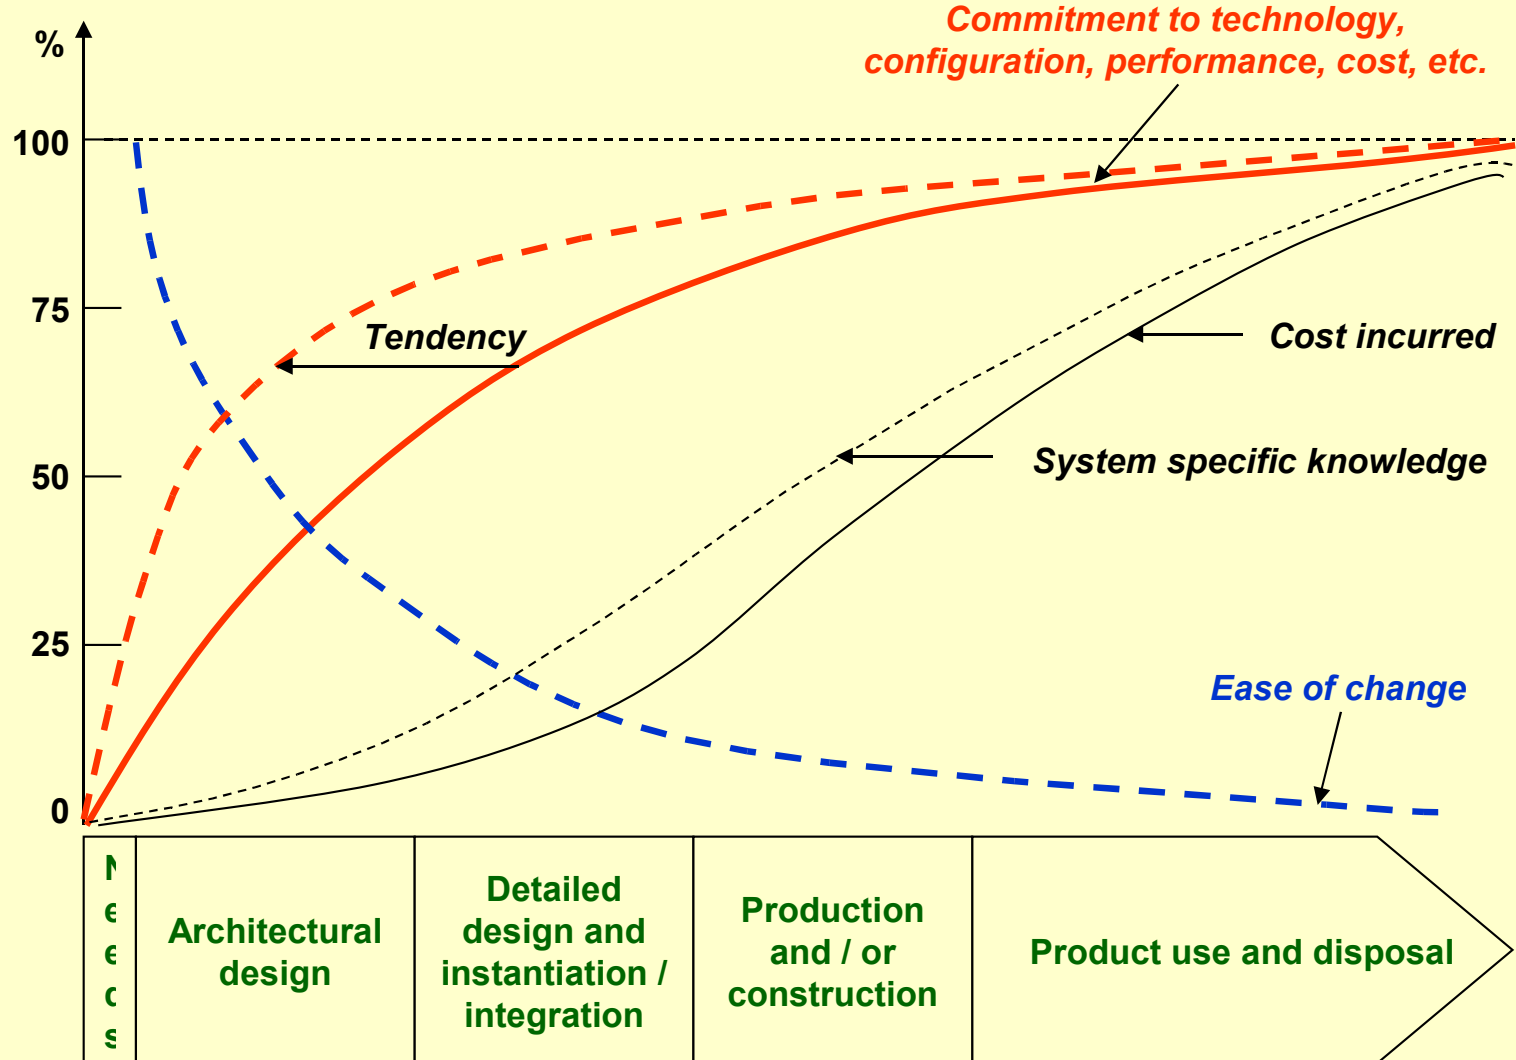 Commitment to technology,
configuration, performance, cost, etc.
%
100
75
Tendency
Cost incurred
50
System specific knowledge
25
Ease of change
0
N
e
e
d
s
Architectural
design
Detailed
design and
instantiation /
integration
Production
and / or
construction
Product use and disposal